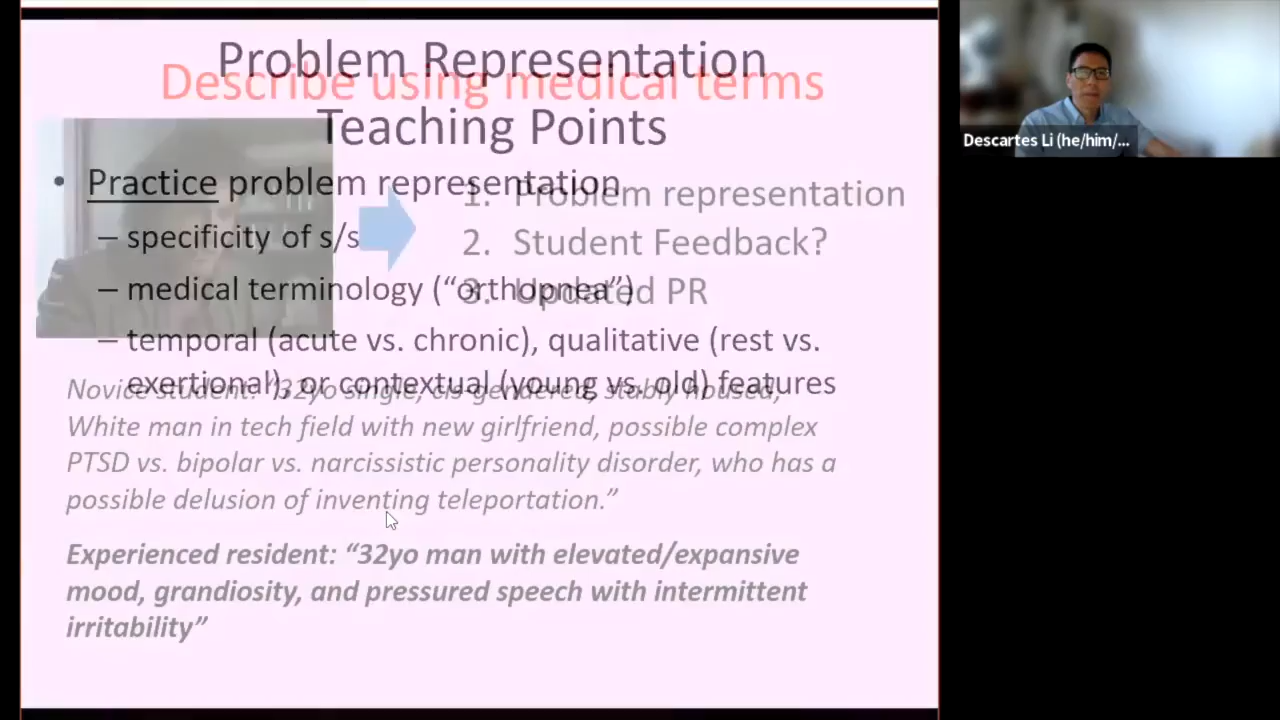 Problem Representation
Describe using medical terms
Teaching Points
• Practice problem representation
1. Problem representation
– specificity of s/s
2. Student Feedback?
– medical terminology (“orthopnea”)
3. Updated PR
– temporal (acute vs. chronic), qualitative (rest vs.
exertional), or contextual (young vs. old) features
Novice student: “32yo single, cis-gendered, stably housed,
White man in tech field with new girlfriend, possible complex
PTSD vs. bipolar vs. narcissistic personality disorder, who has a
possible delusion of inventing teleportation.”
Experienced resident: “32yo man with elevated/expansive
mood, grandiosity, and pressured speech with intermittent
irritability”
Descartes Li (he/him/...